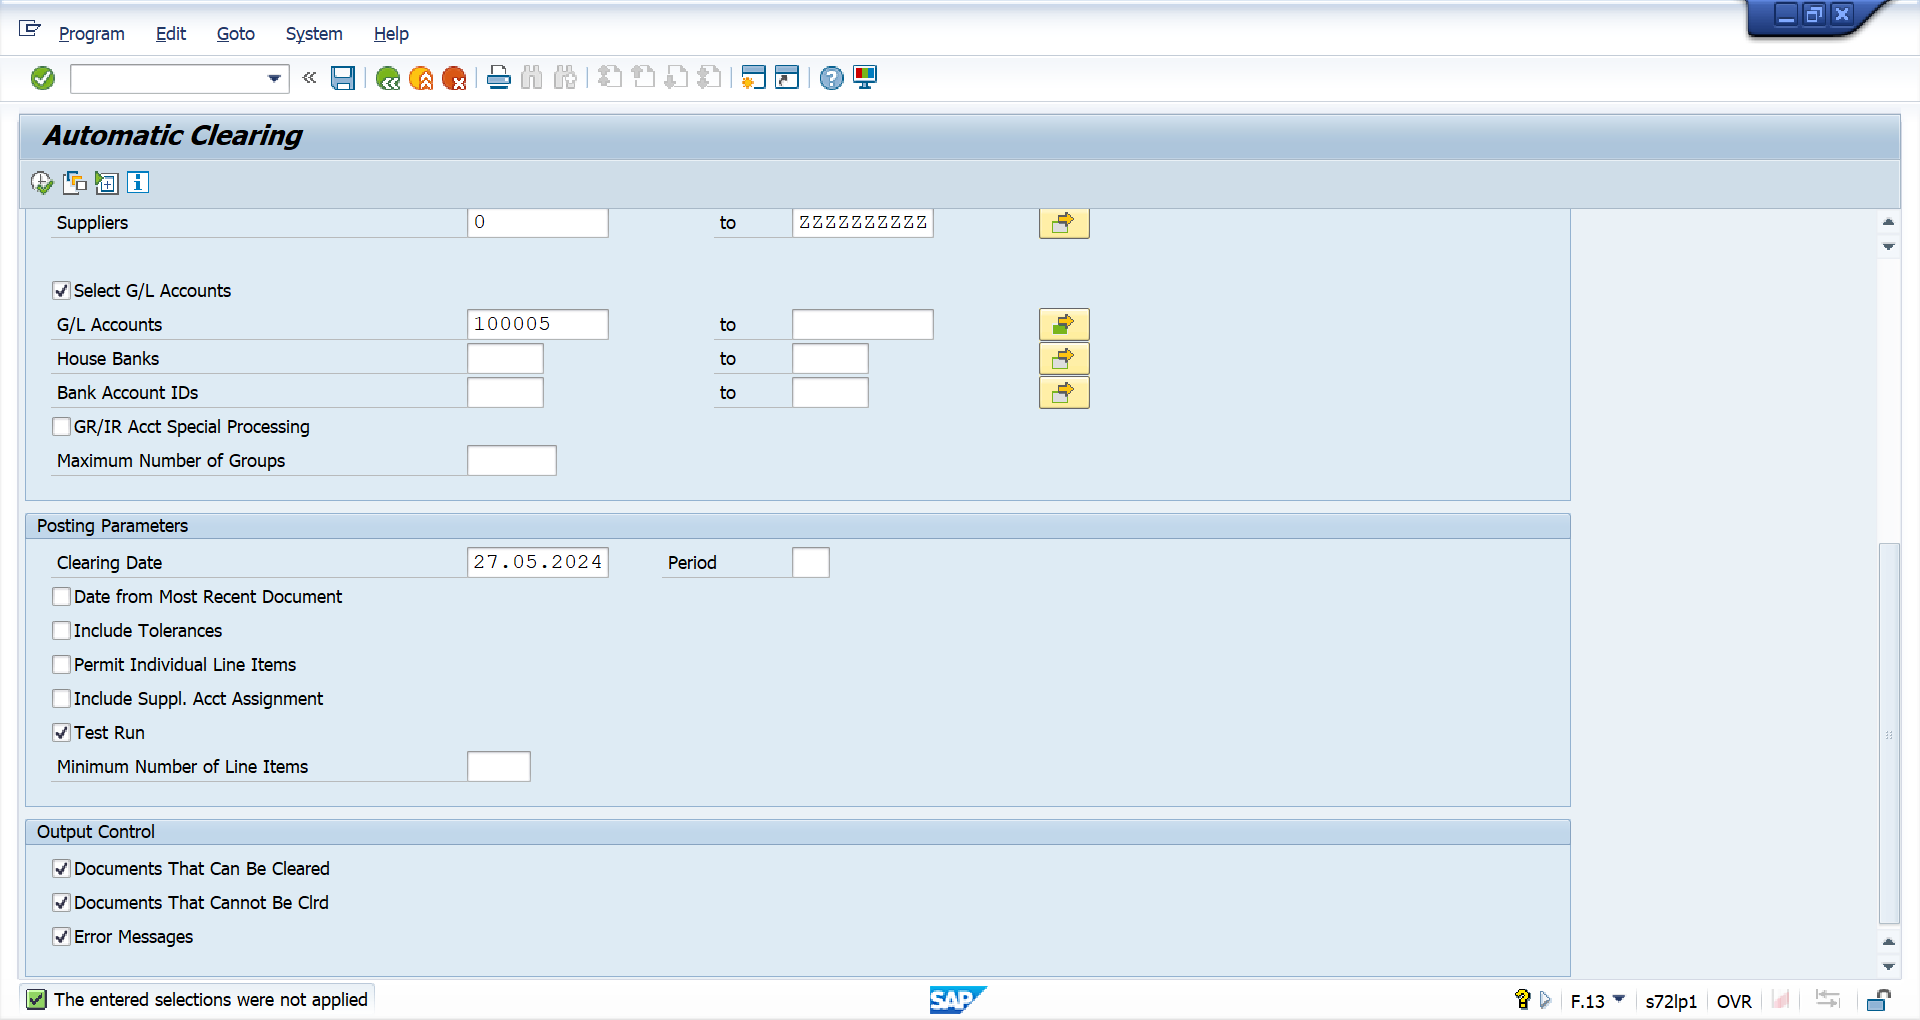 Program Edit Goto System Help
Automatic Clearing
Suppliers 0 to ZZZZZZZZZZ
Select G/L Accounts
G/L Accounts 100005 to
House Banks to
Bank Account IDs to
GR/IR Acct Special Processing
Maximum Number of Groups
Posting Parameters
Clearing Date 27.05.2024 Period
Date from Most Recent Document
Include Tolerances
Permit Individual Line Items
Include Suppl. Acct Assignment
Test Run
Minimum Number of Line Items
Output Control
Documents That Can Be Cleared
Documents That Cannot Be Clrd
Error Messages
The entered selections were not applied SAP F.13 s72lp1 OVR